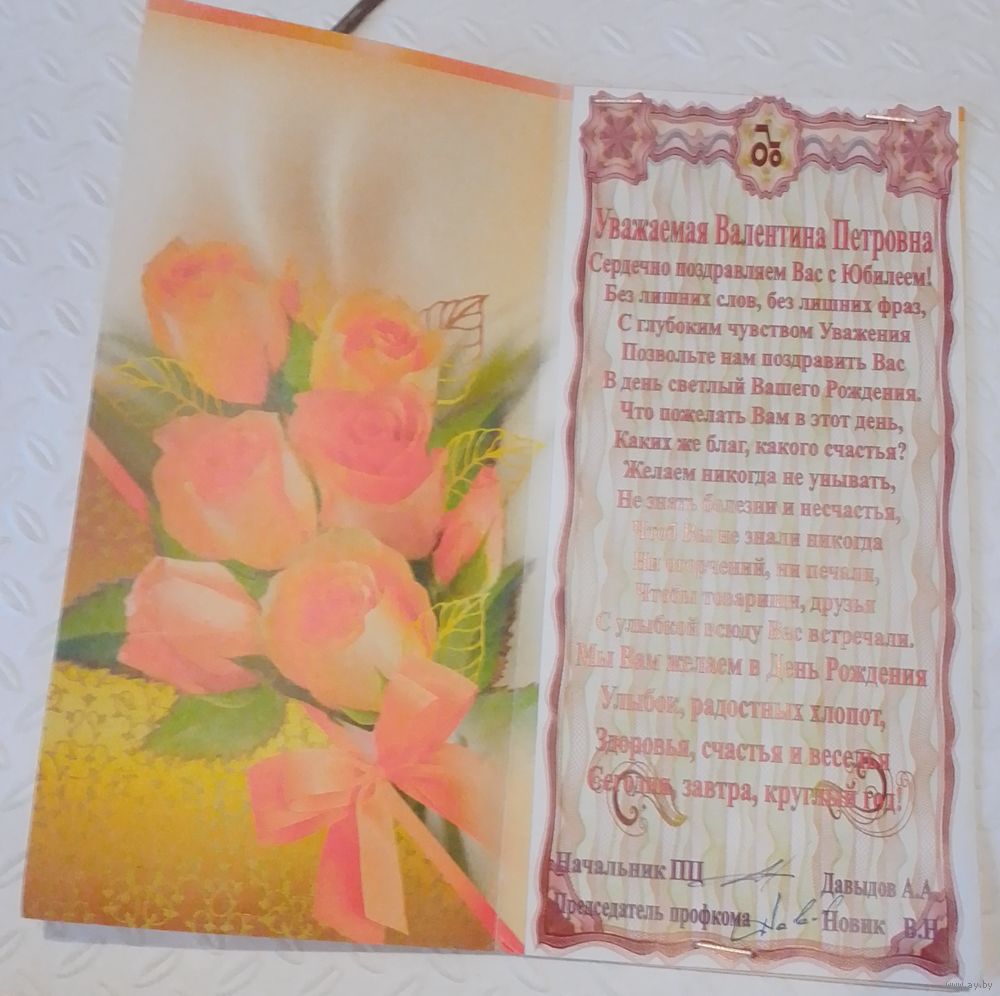 Уважаемая Валентина Петровна
Сердечно поздравляем Вас с Юбилеем!
Без лишних слов, без лишних фраз,
С глубоким чувством Уважения
Позвольте нам поздравить Вас
В день светлый Вашего Рождения.
Что пожелать Вам в этот день,
Каких же благ, какого счастья?
Желаем никогда не унывать,
Не знать болезни и несчастья,
Чтоб Вы не знали никогда
Ни огорчений, ни печали,
Чтобы товарищи, друзья
С улыбкой всюду Вас встречали.
Мы Вам желаем в День Рождения
Улыбок, радостных хлопот,
Здоровья, счастья и веселья
Сегодня, завтра, круглый год!
Начальник ПЦ Давыдов А.А.
Председатель профкома Новик В.Н
www.ay.by